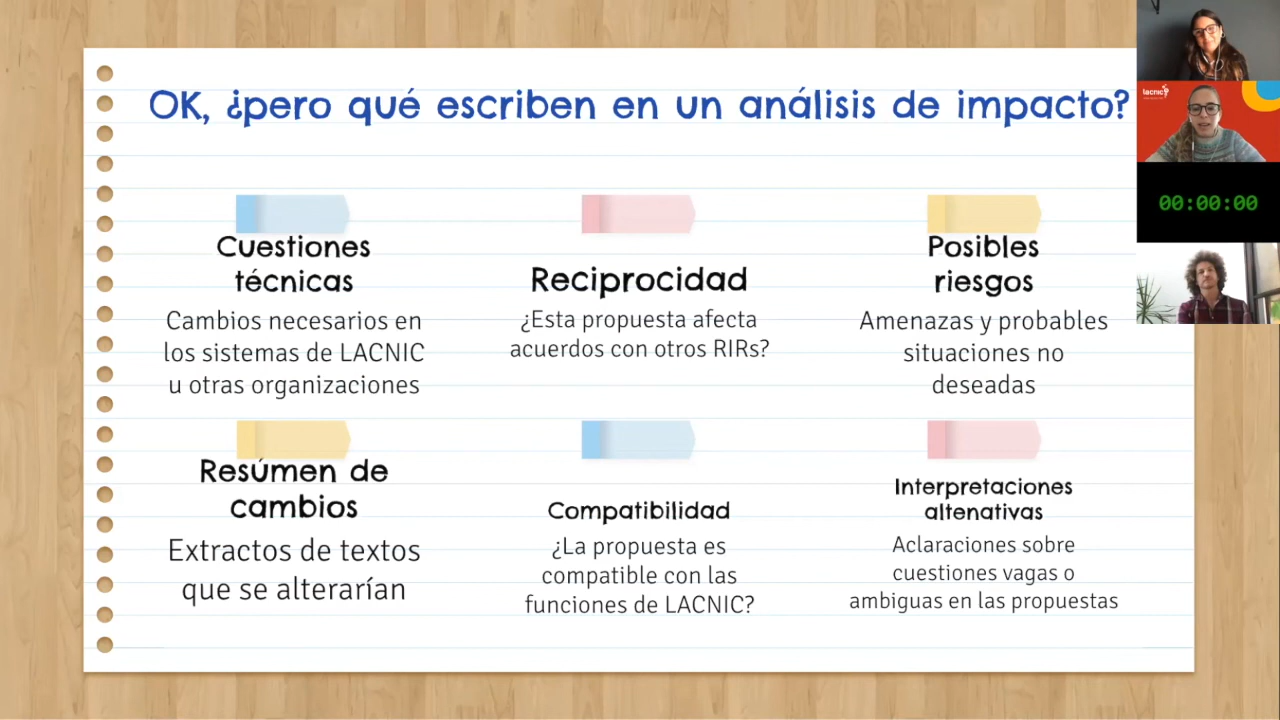 OK, ¿pero qué escriben en un análisis de impacto?
Cuestiones
técnicas
Cambios necesarios en
los sistemas de LACNIC
u otras organizaciones
Reciprocidad
¿Esta propuesta afecta
acuerdos con otros RIRs?
Posibles
riesgos
Amenazas y probables
situaciones no
deseadas
Resúmen de
cambios
Extractos de textos
que se alterarían
Compatibilidad
¿La propuesta es
compatible con las
funciones de LACNIC?
Interpretaciones
altenativas
Aclaraciones sobre
cuestiones vagas o
ambiguas en las propuestas
lacnic
00:00:00